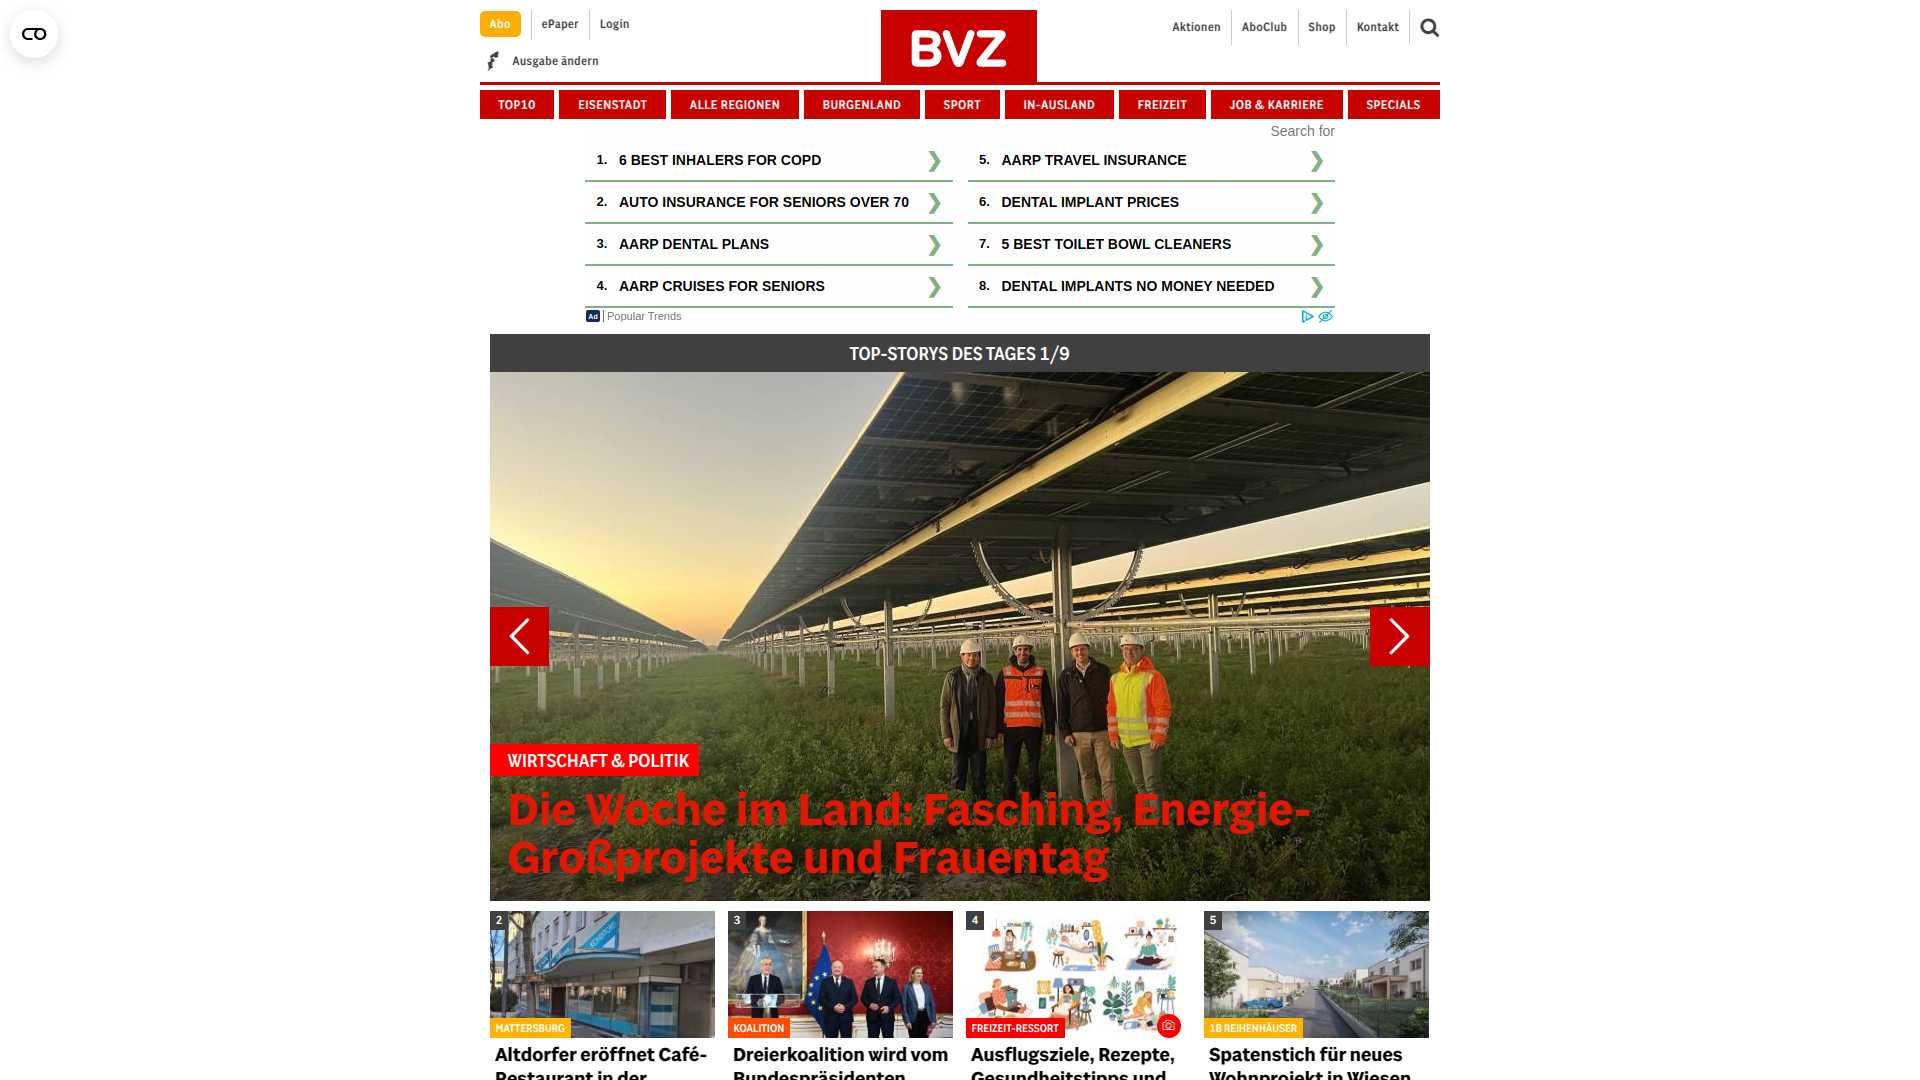 Abo
ePaper
Login
Ausgabe ändern
BVZ
Aktionen
AboClub
Shop
Kontakt
TOP10
EISENSTADT
ALLE REGIONEN
BURGENLAND
SPORT
IN-AUSLAND
FREIZEIT
JOB & KARRIERE
SPECIALS
Search for
1. 6 BEST INHALERS FOR COPD
2. AUTO INSURANCE FOR SENIORS OVER 70
3. AARP DENTAL PLANS
4. AARP CRUISES FOR SENIORS
5. AARP TRAVEL INSURANCE
6. DENTAL IMPLANT PRICES
7. 5 BEST TOILET BOWL CLEANERS
8. DENTAL IMPLANTS NO MONEY NEEDED
Ad | Popular Trends
TOP-STORYS DES TAGES 1/9
WIRTSCHAFT & POLITIK
Die Woche im Land: Fasching, Energie-
Großprojekte und Frauentag
2
MATTERSBURG
Altdorfer eröffnet Café-
Restaurant in der
3
KOALITION
Dreierkoalition wird vom
Bundespräsidenten
4
FREIZEIT-RESSORT
Ausflugsziele, Rezepte,
Gesundheitstipps und
5
18 REIHENHÄUSER
Spatenstich für neues
Wohnprojekt in Wiesen